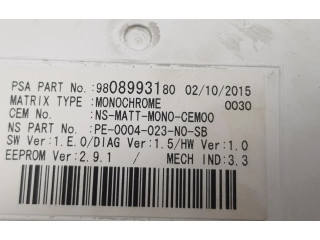 PSA PART No.:9808993180 02/10/2015
MATRIX TYPE :MONOCHROME 0030
CEM No. :NS-MATT-MONO-CEM00
NS PART No. :PE-0004-023-N0-SB
SW Ver:1.E.0/DIAG Ver:1.5/HW Ver:1.0
EEPROM Ver:2.9.1 / MECH IND:3.3